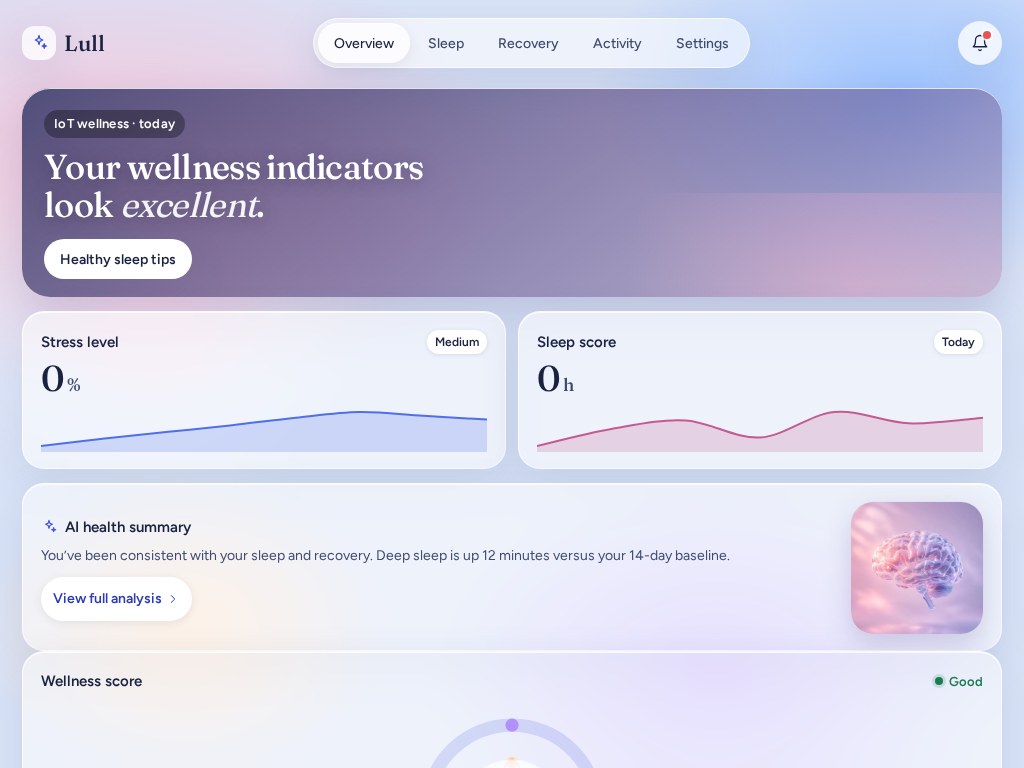 Lull
Overview
Sleep
Recovery
Activity
Settings
IoT wellness · today
Your wellness indicators
look excellent.
Healthy sleep tips
Stress level
Medium
0 %
Sleep score
Today
0 h
AI health summary
You’ve been consistent with your sleep and recovery. Deep sleep is up 12 minutes versus your 14-day baseline.
View full analysis
Wellness score
Good